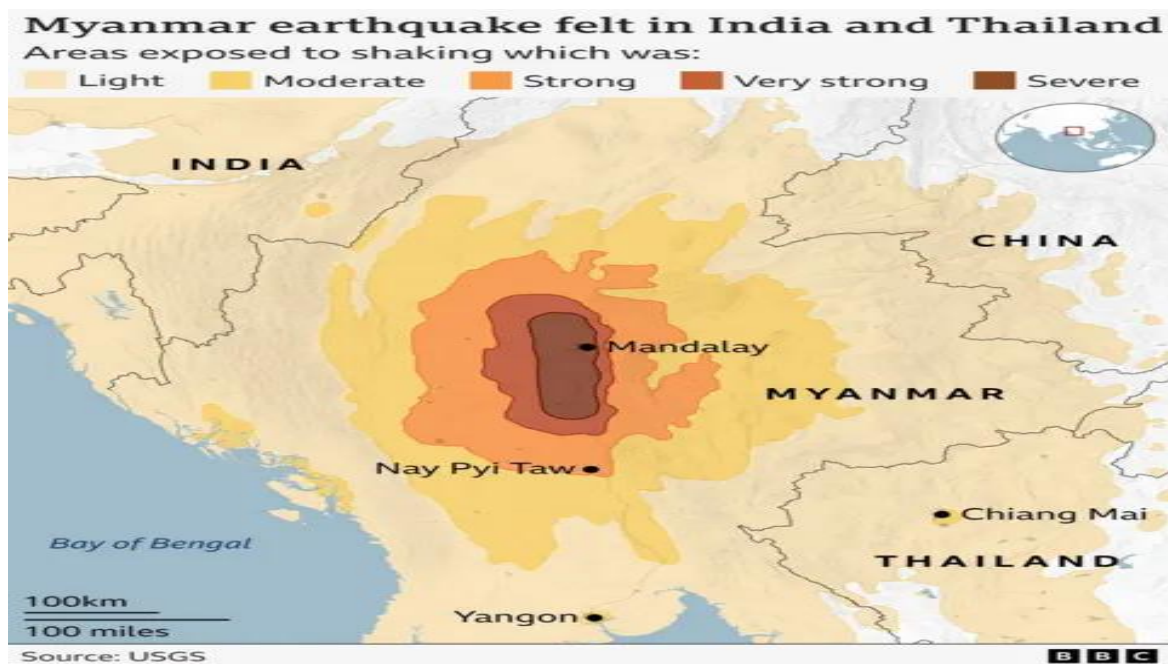 Myanmar earthquake felt in India and Thailand
Areas exposed to shaking which was:
Light Moderate Strong Very strong Severe
INDIA
CHINA
Mandalay
MYANMAR
Nay Pyi Taw
Chiang Mai
Bay of Bengal
THAILAND
100km
Yangon
100 miles
Source: USGS
BBC